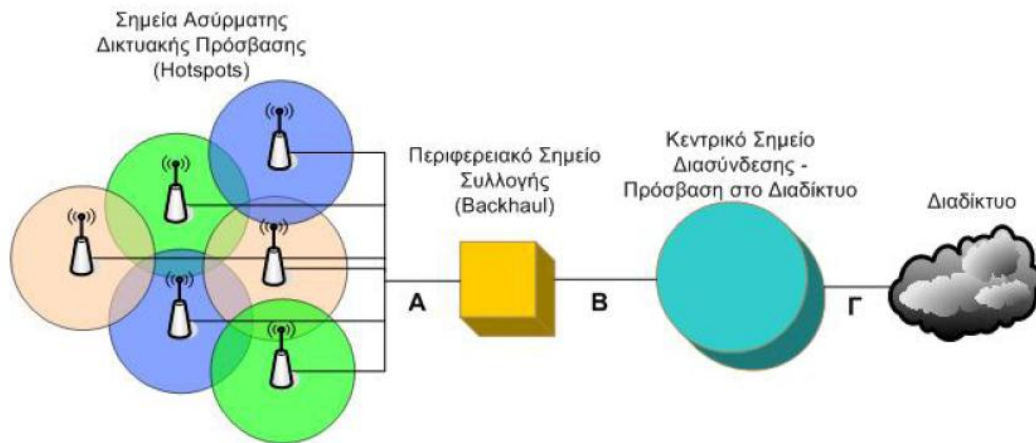 Σημεία Ασύρματης
Δικτυακής Πρόσβασης
(Hotspots)
Περιφερειακό Σημείο
Συλλογής
(Backhaul)
Κεντρικό Σημείο
Διασύνδεσης -
Πρόσβαση στο Διαδίκτυο
Διαδίκτυο
Α
Β
Γ